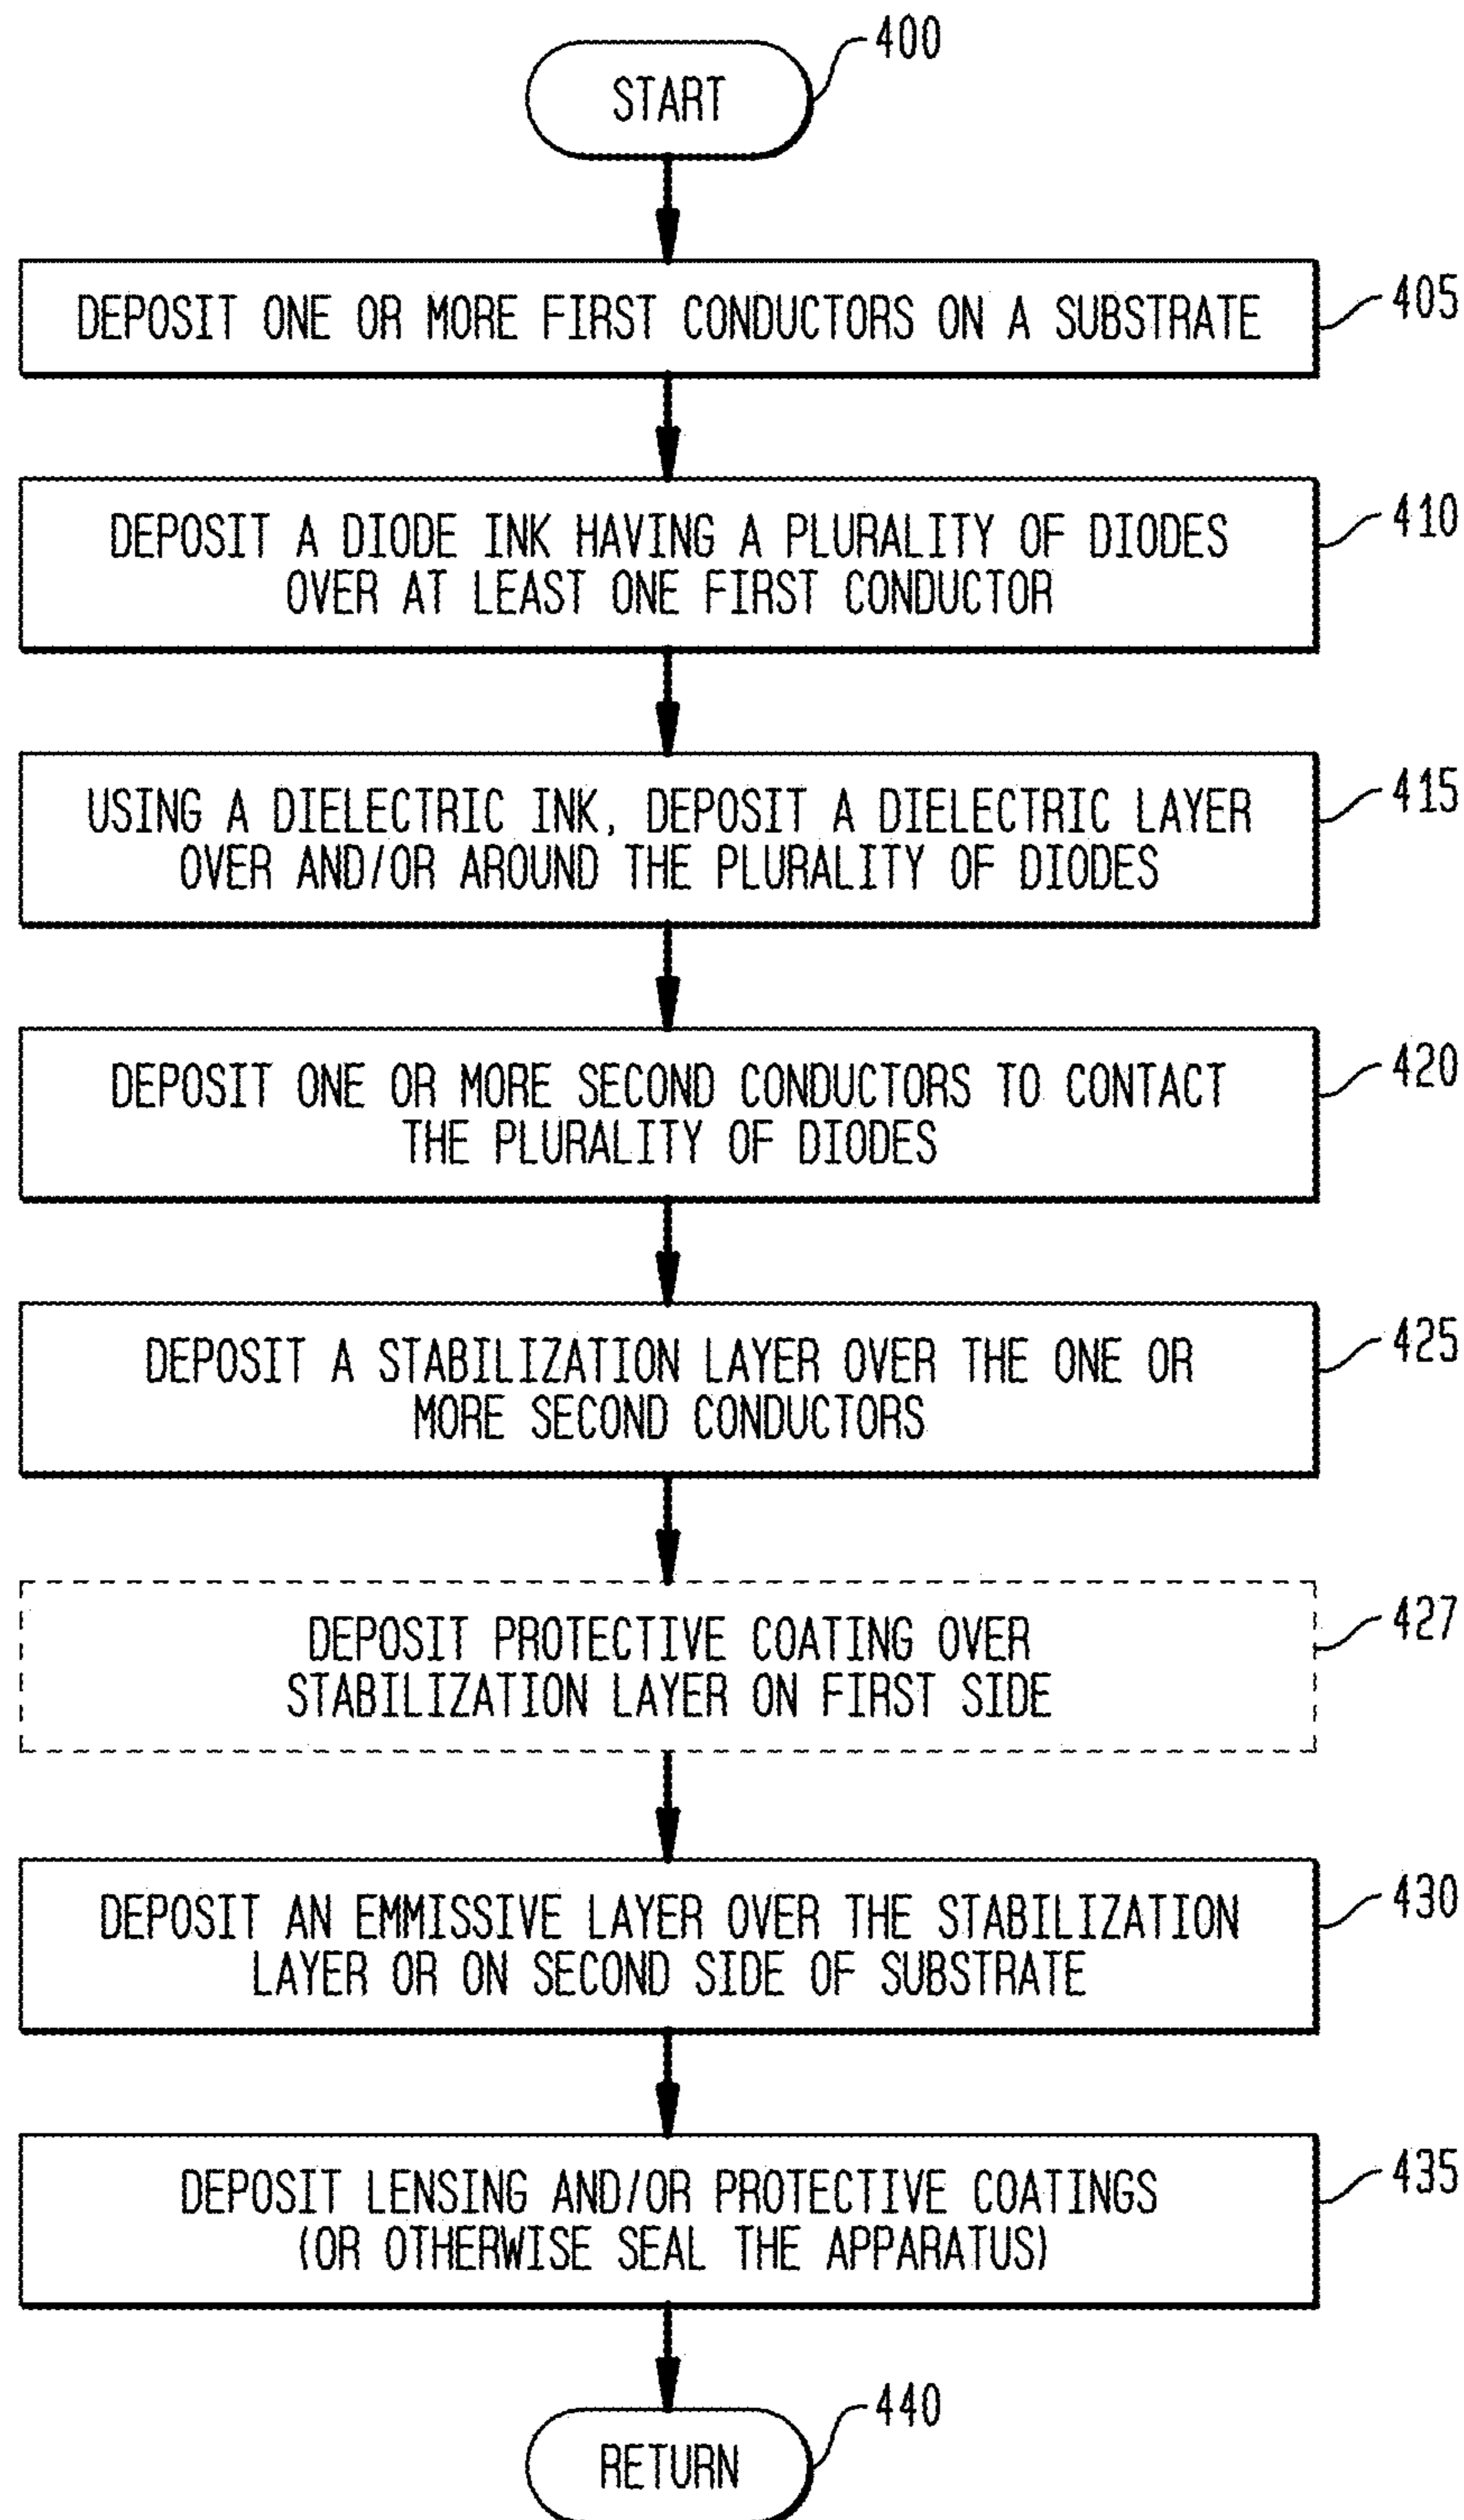 START
400
DEPOSIT ONE OR MORE FIRST CONDUCTORS ON A SUBSTRATE
405
DEPOSIT A DIODE INK HAVING A PLURALITY OF DIODES
OVER AT LEAST ONE FIRST CONDUCTOR
410
USING A DIELECTRIC INK, DEPOSIT A DIELECTRIC LAYER
OVER AND/OR AROUND THE PLURALITY OF DIODES
415
DEPOSIT ONE OR MORE SECOND CONDUCTORS TO CONTACT
THE PLURALITY OF DIODES
420
DEPOSIT A STABILIZATION LAYER OVER THE ONE OR
MORE SECOND CONDUCTORS
425
DEPOSIT PROTECTIVE COATING OVER
STABILIZATION LAYER ON FIRST SIDE
427
DEPOSIT AN EMMISSIVE LAYER OVER THE STABILIZATION
LAYER OR ON SECOND SIDE OF SUBSTRATE
430
DEPOSIT LENSING AND/OR PROTECTIVE COATINGS
(OR OTHERWISE SEAL THE APPARATUS)
435
RETURN
440